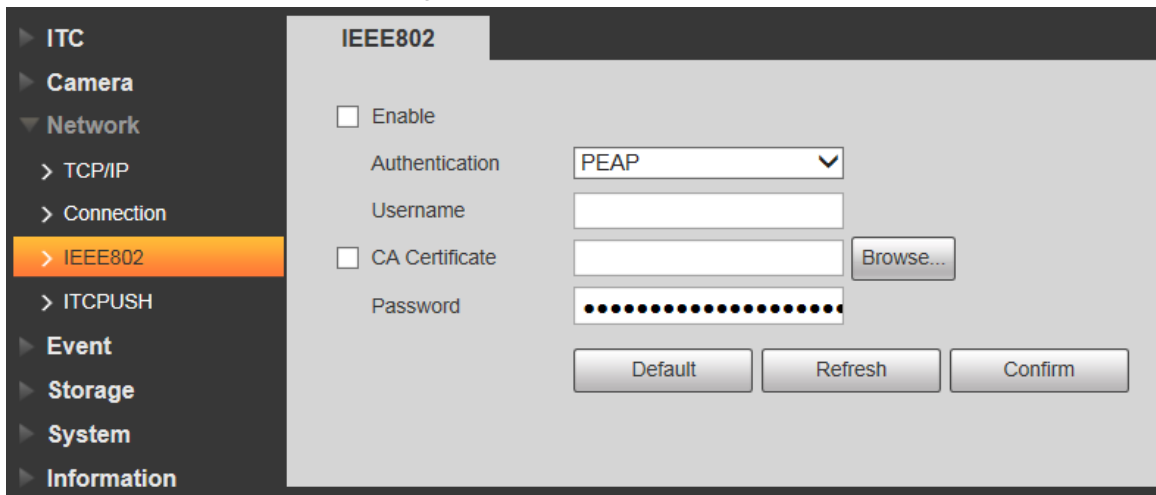 ITC
Camera
Network
TCP/IP
Connection
IEEE802
ITCPUSH
Event
Storage
System
Information
IEEE802
Enable
Authentication PEAP
Username
CA Certificate Browse...
Password ●●●●●●●●●●●●●●●●●●●●
Default Refresh Confirm